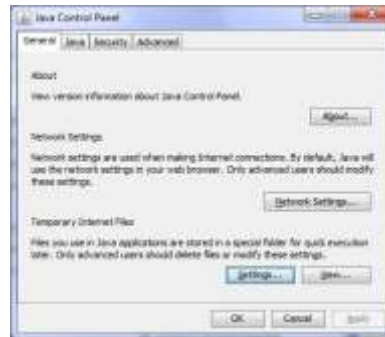 Java Control Panel
General Java Security Advanced
About
View version information about Java Control Panel.
About...
Network Settings
Network settings are used when making Internet connections. By default, Java will
use the network settings in your web browser. Only advanced users should modify
these settings.
Network Settings...
Temporary Internet Files
Files you use in Java applications are stored in a special folder for quick execution
later. Only advanced users should delete files or modify these settings.
Settings... View...
OK Cancel Apply